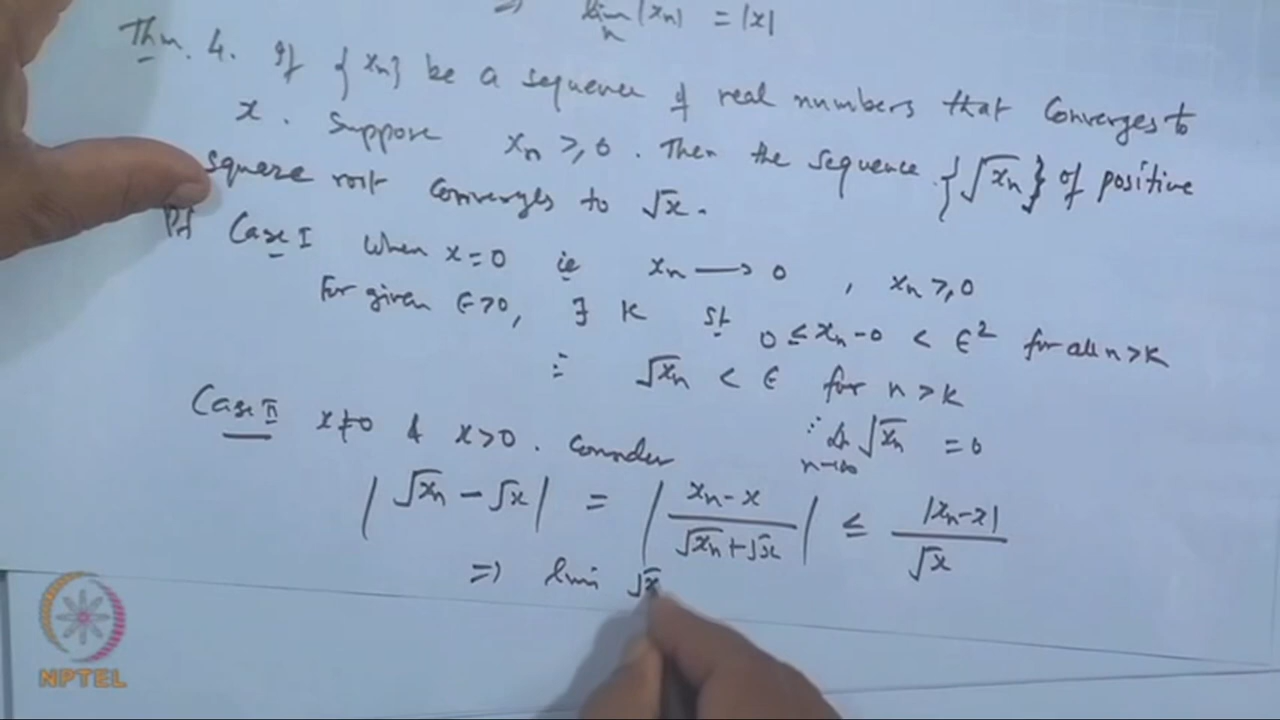 ⇒ lim |xn| = |x|
n
Thm. 4. If {xn} be a sequence of real numbers that converges to
x. Suppose xn ≥ 0. Then the sequence {√xn} of positive
square root converges to √x.
Pf Case I When x=0 ie xn → 0, xn ≥ 0
For given ε>0, ∃ K st 0 ≤ xn-0 < ε² for all n>K
∴ √xn < ε for n>K
∴ lim √xn = 0
n→∞
Case II x≠0 & x>0. Consider
|√xn - √x| = |(xn-x)/(√xn+√x)| ≤ |xn-x|/√x
⇒ lim √x
NPTEL